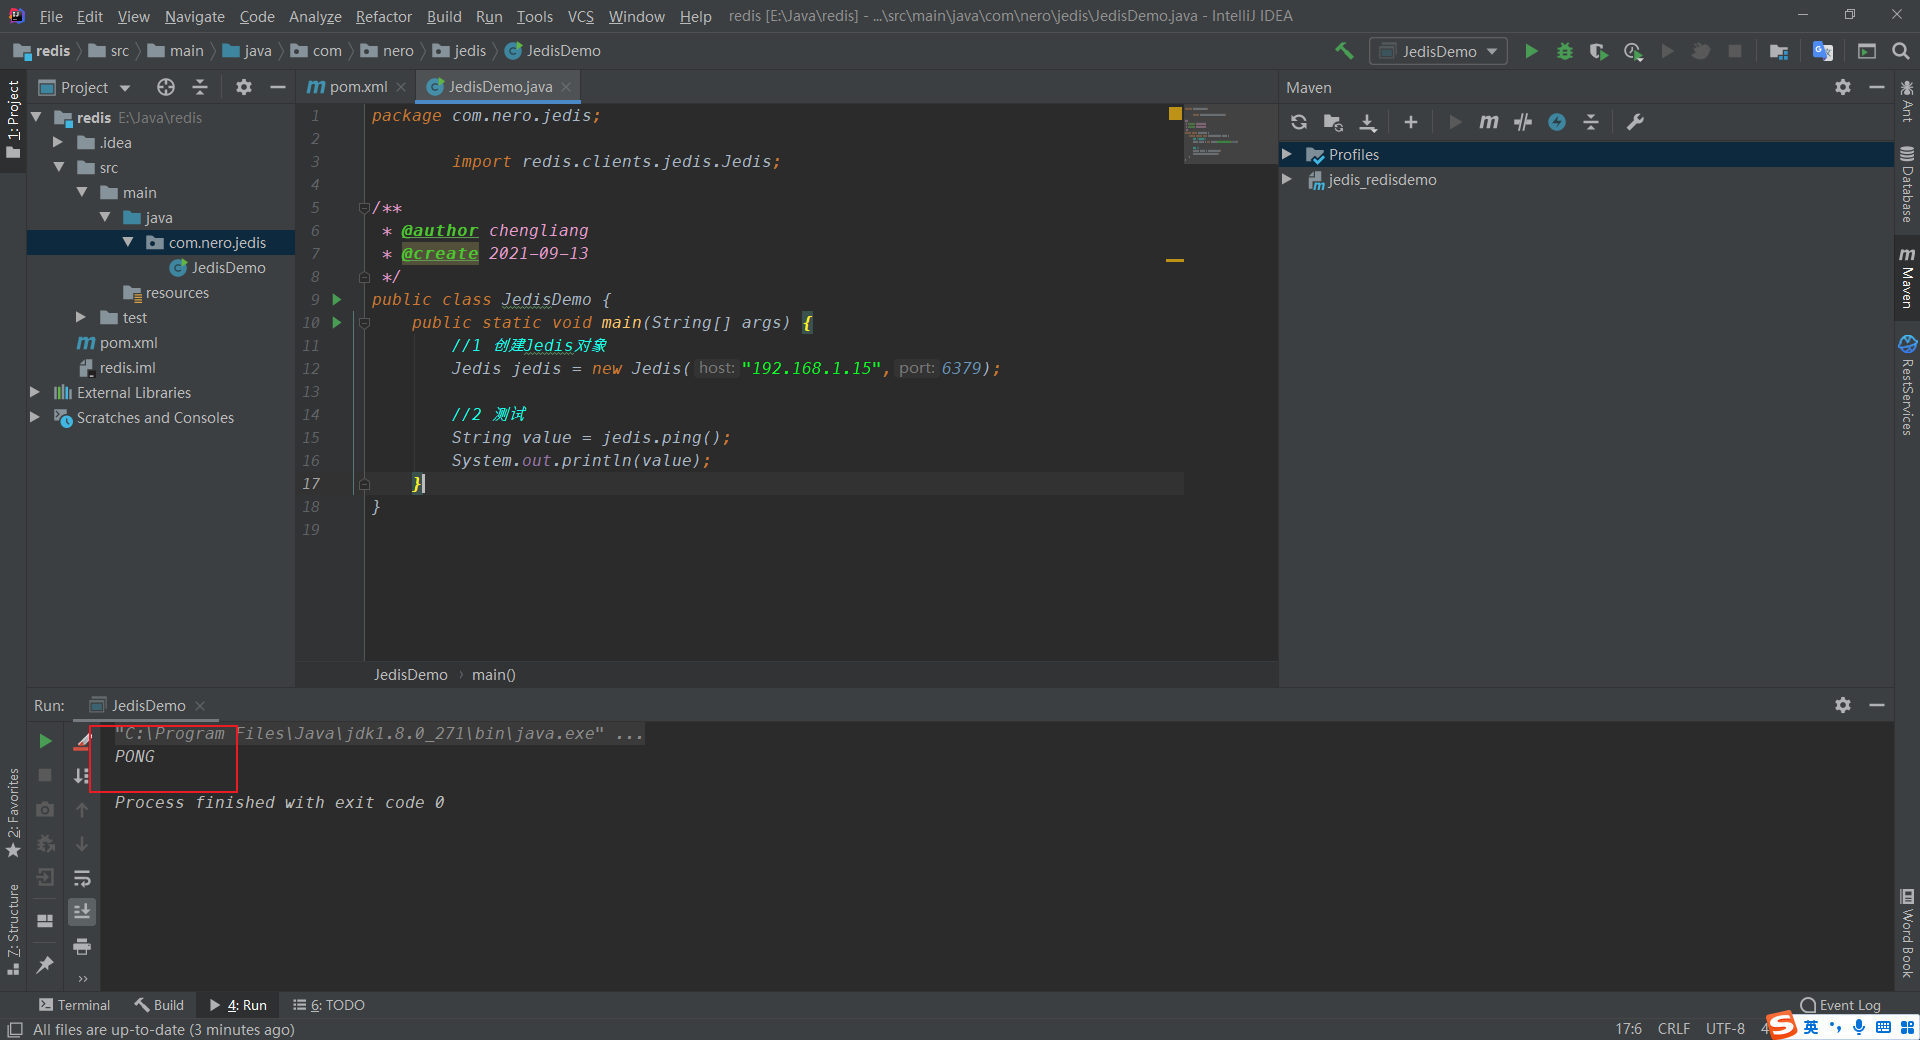 File Edit View Navigate Code Analyze Refactor Build Run Tools VCS Window Help redis [E:\Java\redis] - ...\src\main\java\com\nero\jedis\JedisDemo.java - IntelliJ IDEA
redis src main java com nero jedis JedisDemo
JedisDemo
Project
pom.xml
JedisDemo.java
Maven
1: Project
redis E:\Java\redis
.idea
src
main
java
com.nero.jedis
JedisDemo
resources
test
pom.xml
redis.iml
External Libraries
Scratches and Consoles
1 package com.nero.jedis;
2
3 import redis.clients.jedis.Jedis;
4
5 /**
6 * @author chengliang
7 * @create 2021-09-13
8 */
9 public class JedisDemo {
10 public static void main(String[] args) {
11 //1 创建Jedis对象
12 Jedis jedis = new Jedis( host: "192.168.1.15", port: 6379);
13
14 //2 测试
15 String value = jedis.ping();
16 System.out.println(value);
17 }
18 }
19
JedisDemo main()
Profiles
jedis_redisdemo
Ant
Database
Maven
RestServices
Word Book
Run: JedisDemo
"C:\Program Files\Java\jdk1.8.0_271\bin\java.exe" ...
PONG
Process finished with exit code 0
2: Favorites
7: Structure
Terminal Build 4: Run 6: TODO Event Log
All files are up-to-date (3 minutes ago) 17:6 CRLF UTF-8 4
英